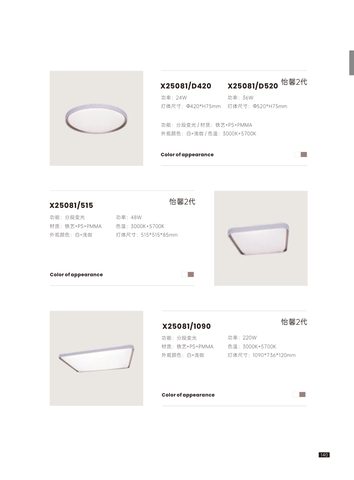 X25081/D420 X25081/D520 怡馨2代
功率：24W 功率：36W
灯体尺寸：Φ420*H75mm 灯体尺寸：Φ520*H75mm
功能：分段变光 / 材质：铁艺+PS+PMMA
外观颜色：白+浅咖 / 色温：3000K+5700K
Color of appearance
X25081/515 怡馨2代
功能：分段变光 功率：48W
材质：铁艺+PS+PMMA 色温：3000K+5700K
外观颜色：白+浅咖 灯体尺寸：515*515*85mm
Color of appearance
X25081/1090 怡馨2代
功能：分段变光 功率：220W
材质：铁艺+PS+PMMA 色温：3000K+5700K
外观颜色：白+浅咖 灯体尺寸：1090*736*120mm
Color of appearance
140